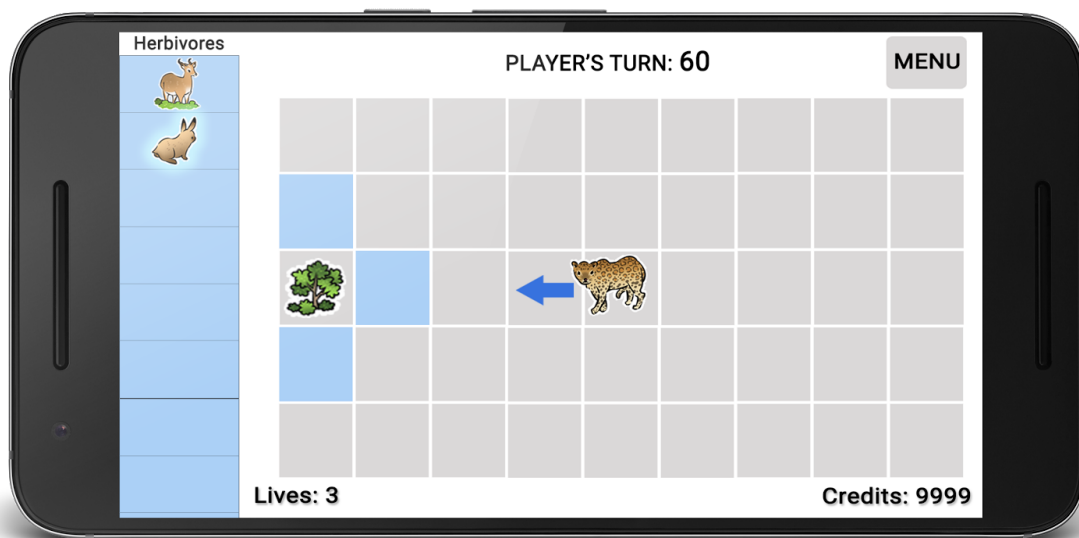 Herbivores
PLAYER'S TURN: 60
MENU
Lives: 3
Credits: 9999